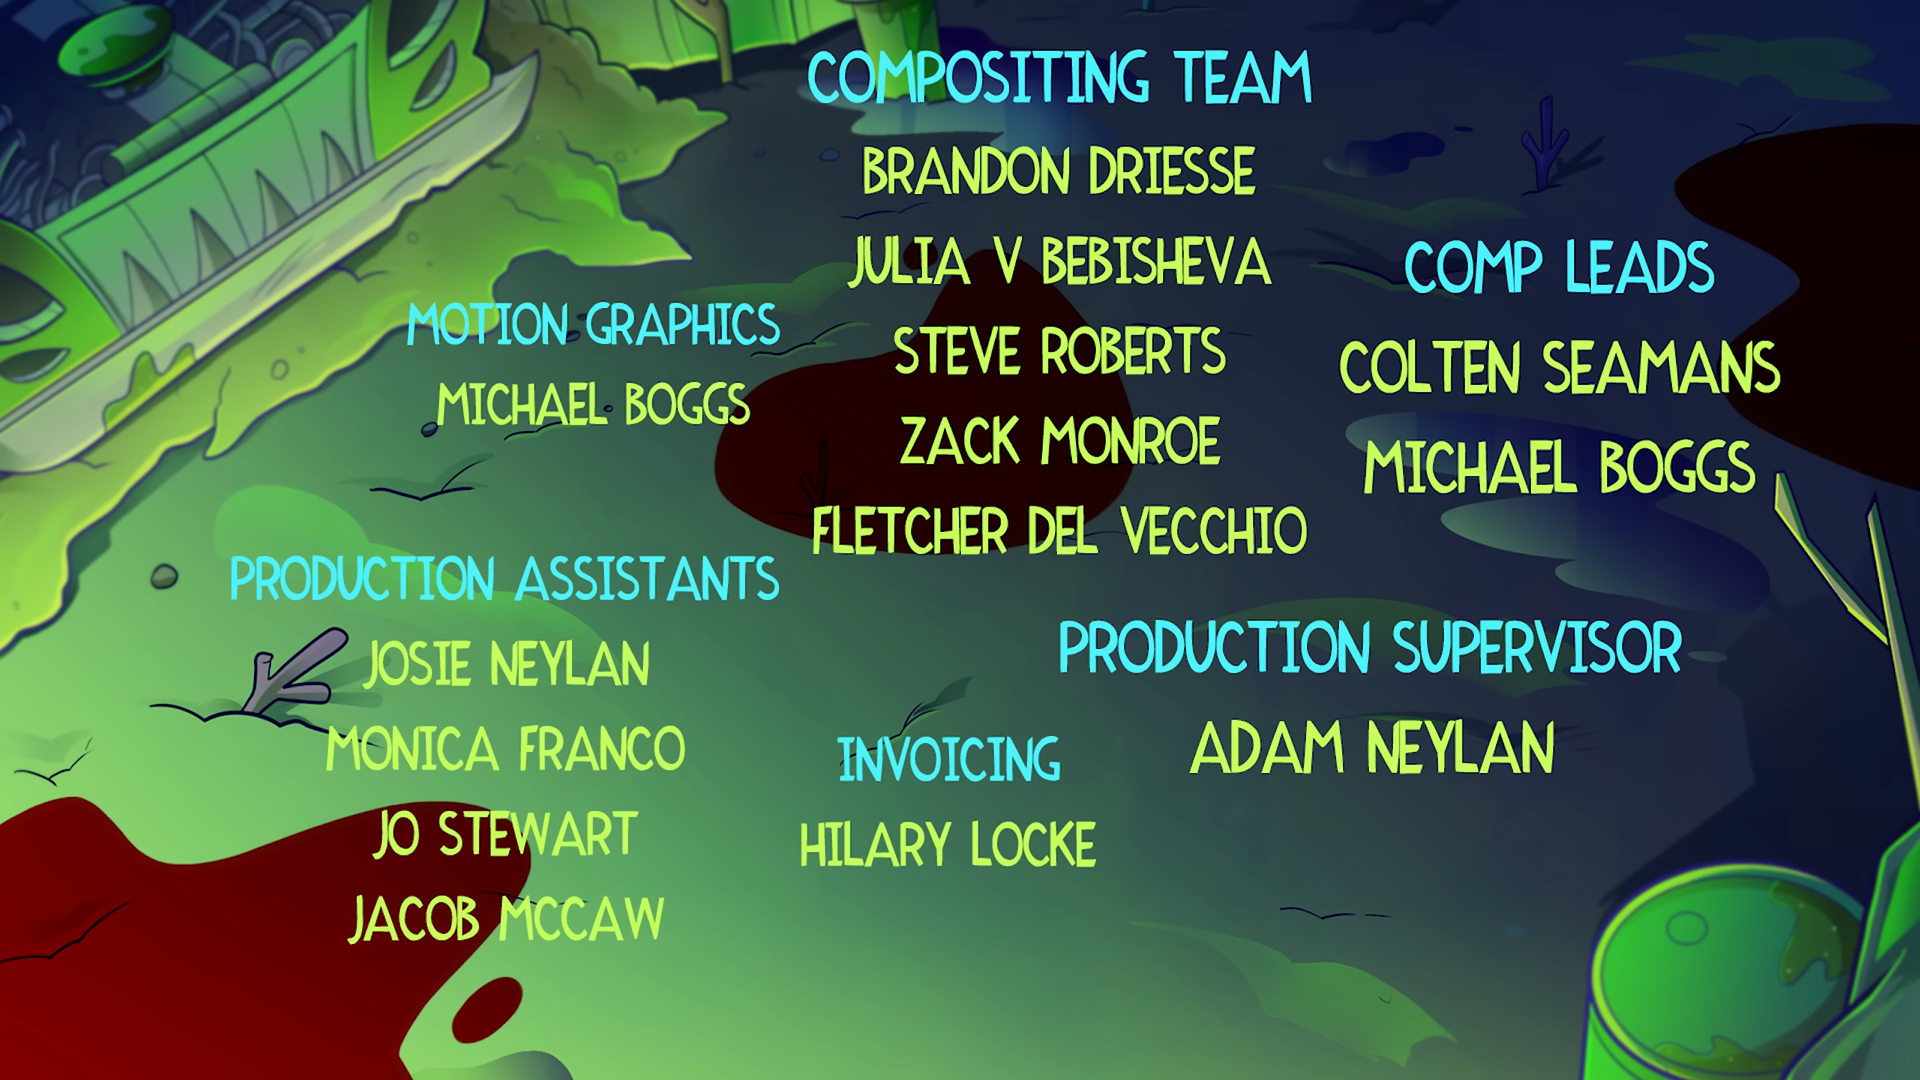 COMPOSITING TEAM
BRANDON DRIESSE
JULIA V BEBISHEVA
STEVE ROBERTS
ZACK MONROE
FLETCHER DEL VECCHIO
COMP LEADS
COLTEN SEAMANS
MICHAEL BOGGS
MOTION GRAPHICS
MICHAEL BOGGS
PRODUCTION ASSISTANTS
JOSIE NEYLAN
MONICA FRANCO
JO STEWART
JACOB MCCAW
PRODUCTION SUPERVISOR
ADAM NEYLAN
INVOICING
HILARY LOCKE